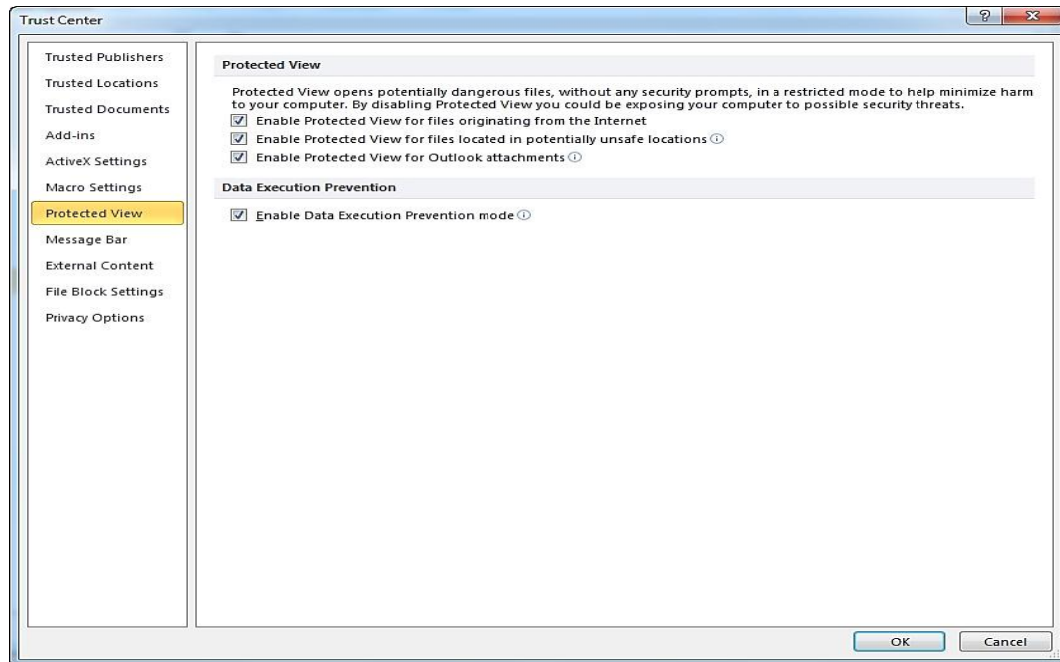 Trust Center
Trusted Publishers
Trusted Locations
Trusted Documents
Add-ins
ActiveX Settings
Macro Settings
Protected View
Message Bar
External Content
File Block Settings
Privacy Options
Protected View
Protected View opens potentially dangerous files, without any security prompts, in a restricted mode to help minimize harm
to your computer. By disabling Protected View you could be exposing your computer to possible security threats.
Enable Protected View for files originating from the Internet
Enable Protected View for files located in potentially unsafe locations
Enable Protected View for Outlook attachments
Data Execution Prevention
Enable Data Execution Prevention mode
OK
Cancel